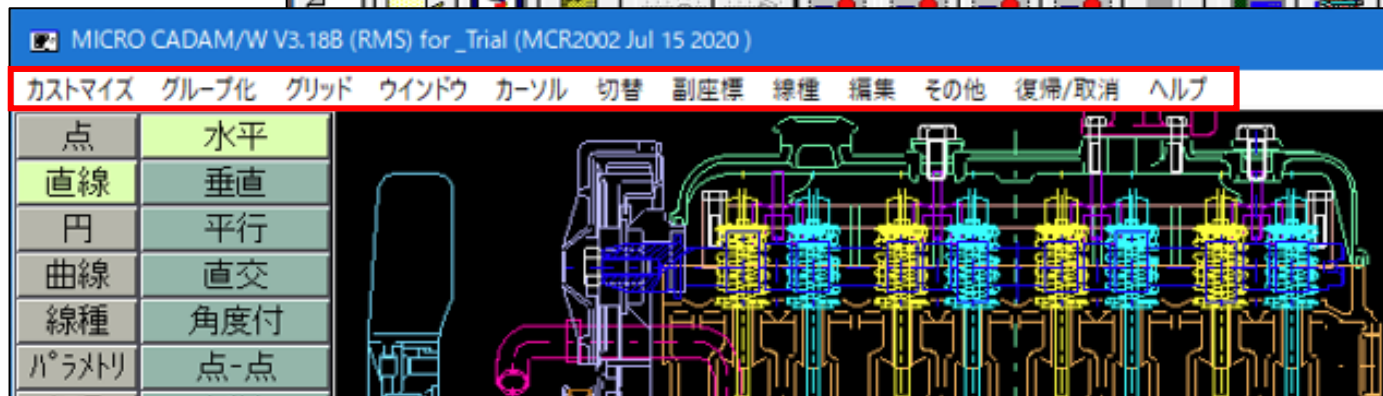 MICRO CADAM/W V3.18B (RMS) for _Trial (MCR2002 Jul 15 2020 )
カストマイズ グループ化 グリッド ウインドウ カーソル 切替 副座標 線種 編集 その他 復帰/取消 ヘルプ
点 水平
直線 垂直
円 平行
曲線 直交
線種 角度付
パラメトリ 点-点